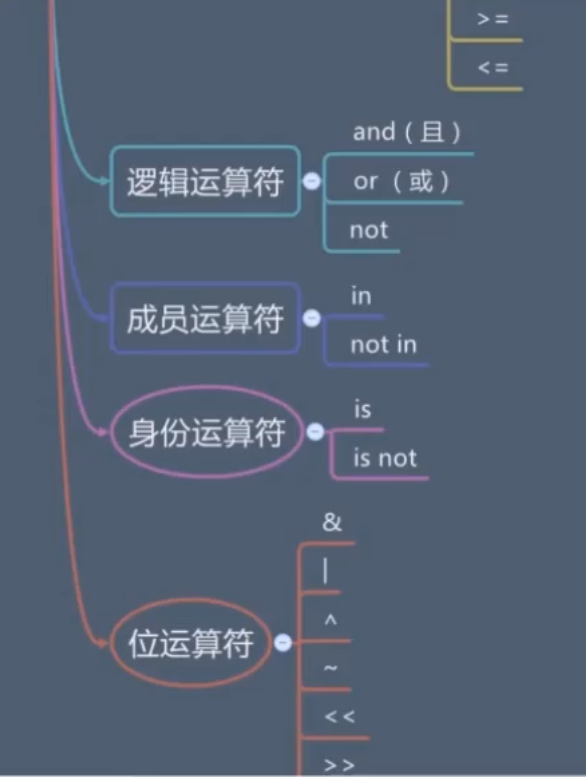 >=
<=
逻辑运算符
and（且）
or（或）
not
成员运算符
in
not in
身份运算符
is
is not
位运算符
&
|
^
~
<<
>>